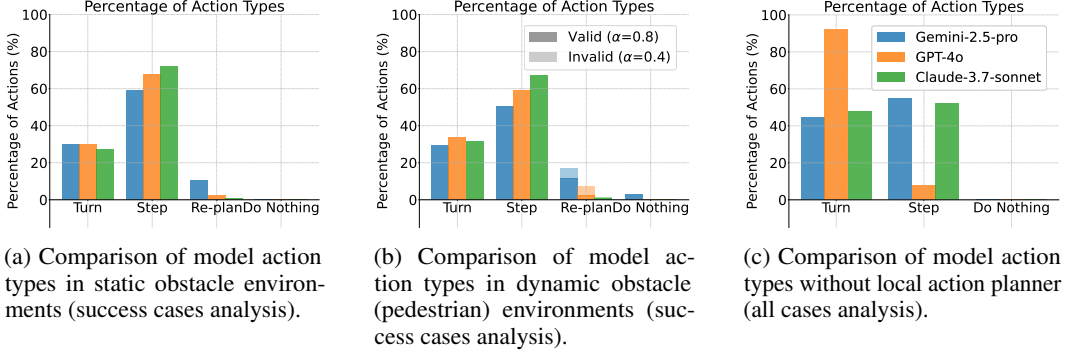 Percentage of Action Types
Percentage of Actions (%)
100
80
60
40
20
0
Turn
Step
Re-plan
Do Nothing
(a) Comparison of model action
types in static obstacle environ-
ments (success cases analysis).
Percentage of Action Types
Percentage of Actions (%)
100
80
60
40
20
0
Valid (α=0.8)
Invalid (α=0.4)
Turn
Step
Re-plan
Do Nothing
(b) Comparison of model ac-
tion types in dynamic obstacle
(pedestrian) environments (suc-
cess cases analysis).
Percentage of Action Types
Percentage of Actions (%)
100
80
60
40
20
0
Gemini-2.5-pro
GPT-4o
Claude-3.7-sonnet
Turn
Step
Do Nothing
(c) Comparison of model action
types without local action planner
(all cases analysis).